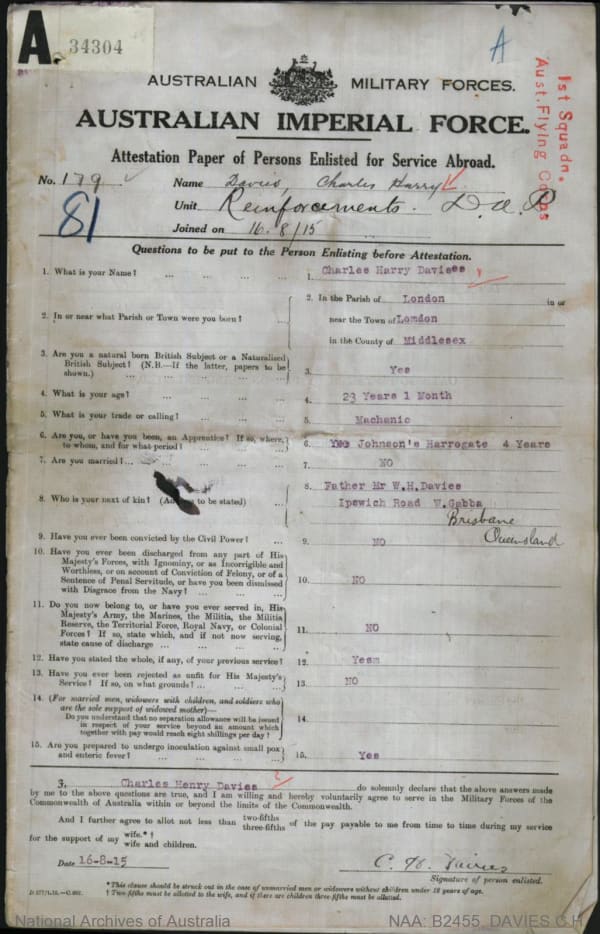 A. 34304
A
AUSTRALIAN MILITARY FORCES.
AUSTRALIAN IMPERIAL FORCE.
1st Squadn.
Aust. Flying Corps
Attestation Paper of Persons Enlisted for Service Abroad.
No. 179 Name Davies, Charles Harry
81 Unit Reinforcements.
Joined on 16/8/15
Questions to be put to the Person Enlisting before Attestation.
1. What is your Name? ... ... ... 1. Charles Harry Davies
2. In or near what Parish or Town were you born? ... 2. In the Parish of London in or
near the Town of Lomdon
in the County of Middlesex
3. Are you a natural born British Subject or a Naturalized
British Subject? (N.B.—If the latter, papers to be
shown.) ... ... ... 3. Yes
4. What is your age? ... ... ... 4. 23 Years 1 Month
5. What is your trade or calling? ... ... 5. Machanic
6. Are you, or have you been, an Apprentice? If so, where,
to whom, and for what period? ... ... 6. Yes Johnson's Harrogate 4 Years
7. Are you married? ... ... ... 7. NO
8. Who is your next of kin? (to be stated) ... 8. Father Mr W.H.Davies
Ipswich Road W.Gabba
Brisbane
Queensland
9. Have you ever been convicted by the Civil Power? ... 9. NO
10. Have you ever been discharged from any part of His
Majesty's Forces, with Ignominy, or as Incorrigible and
Worthless, or on account of Conviction of Felony, or of a
Sentence of Penal Servitude, or have you been dismissed
with Disgrace from the Navy? ... ... 10. NO
11. Do you now belong to, or have you ever served in, His
Majesty's Army, the Marines, the Militia, the Militia
Reserve, the Territorial Force, Royal Navy, or Colonial
Forces? If so, state which, and if not now serving,
state cause of discharge ... ... ... 11. NO
12. Have you stated the whole, if any, of your previous service? 12. Yesm
13. Have you ever been rejected as unfit for His Majesty's
Service? If so, on what grounds? ... ... 13. NO
14. (For married men, widowers with children, and soldiers who
are the sole support of widowed mother)—
Do you understand that no separation allowance will be issued
in respect of your service beyond an amount which
together with pay would reach eight shillings per day? 14.
15. Are you prepared to undergo inoculation against small pox
and enteric fever? ... ... ... 15. Yes
I, Charles Henry Davies do solemnly declare that the above answers made
by me to the above questions are true, and I am willing and hereby voluntarily agree to serve in the Military Forces of the
Commonwealth of Australia within or beyond the limits of the Commonwealth.
And I further agree to allot not less than two-fifths three-fifths of the pay payable to me from time to time during my service
for the support of my wife.*† wife and children.
Date 16-8-15 C. H. Davies
Signature of person enlisted.
*This clause should be struck out in the case of unmarried men or widowers without children under 18 years of age.
† Two-fifths must be allotted to the wife, and if there are children three-fifths must be allotted.
National Archives of Australia NAA: B2455, DAVIES C H